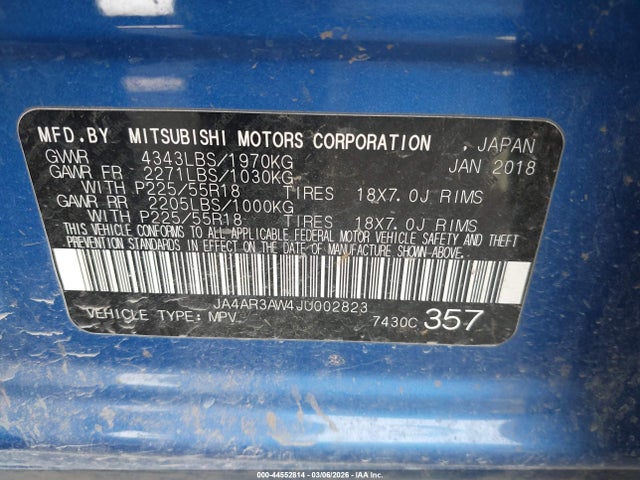 MFD.BY MITSUBISHI MOTORS CORPORATION , JAPAN
GVWR 4343LBS/1970KG JAN 2018
GAWR FR 2271LBS/1030KG
WITH P225/55R18 TIRES 18X7.0J RIMS
GAWR RR 2205LBS/1000KG
WITH P225/55R18 TIRES 18X7.0J RIMS
THIS VEHICLE CONFORMS TO ALL APPLICABLE FEDERAL MOTOR VEHICLE SAFETY AND THEFT
PREVENTION STANDARDS IN EFFECT ON THE DATE OF MANUFACTURE SHOWN ABOVE.
JA4AR3AW4JU002823
VEHICLE TYPE: MPV 7430C 357
000-44552814 - 03/06/2026 - IAA Inc.